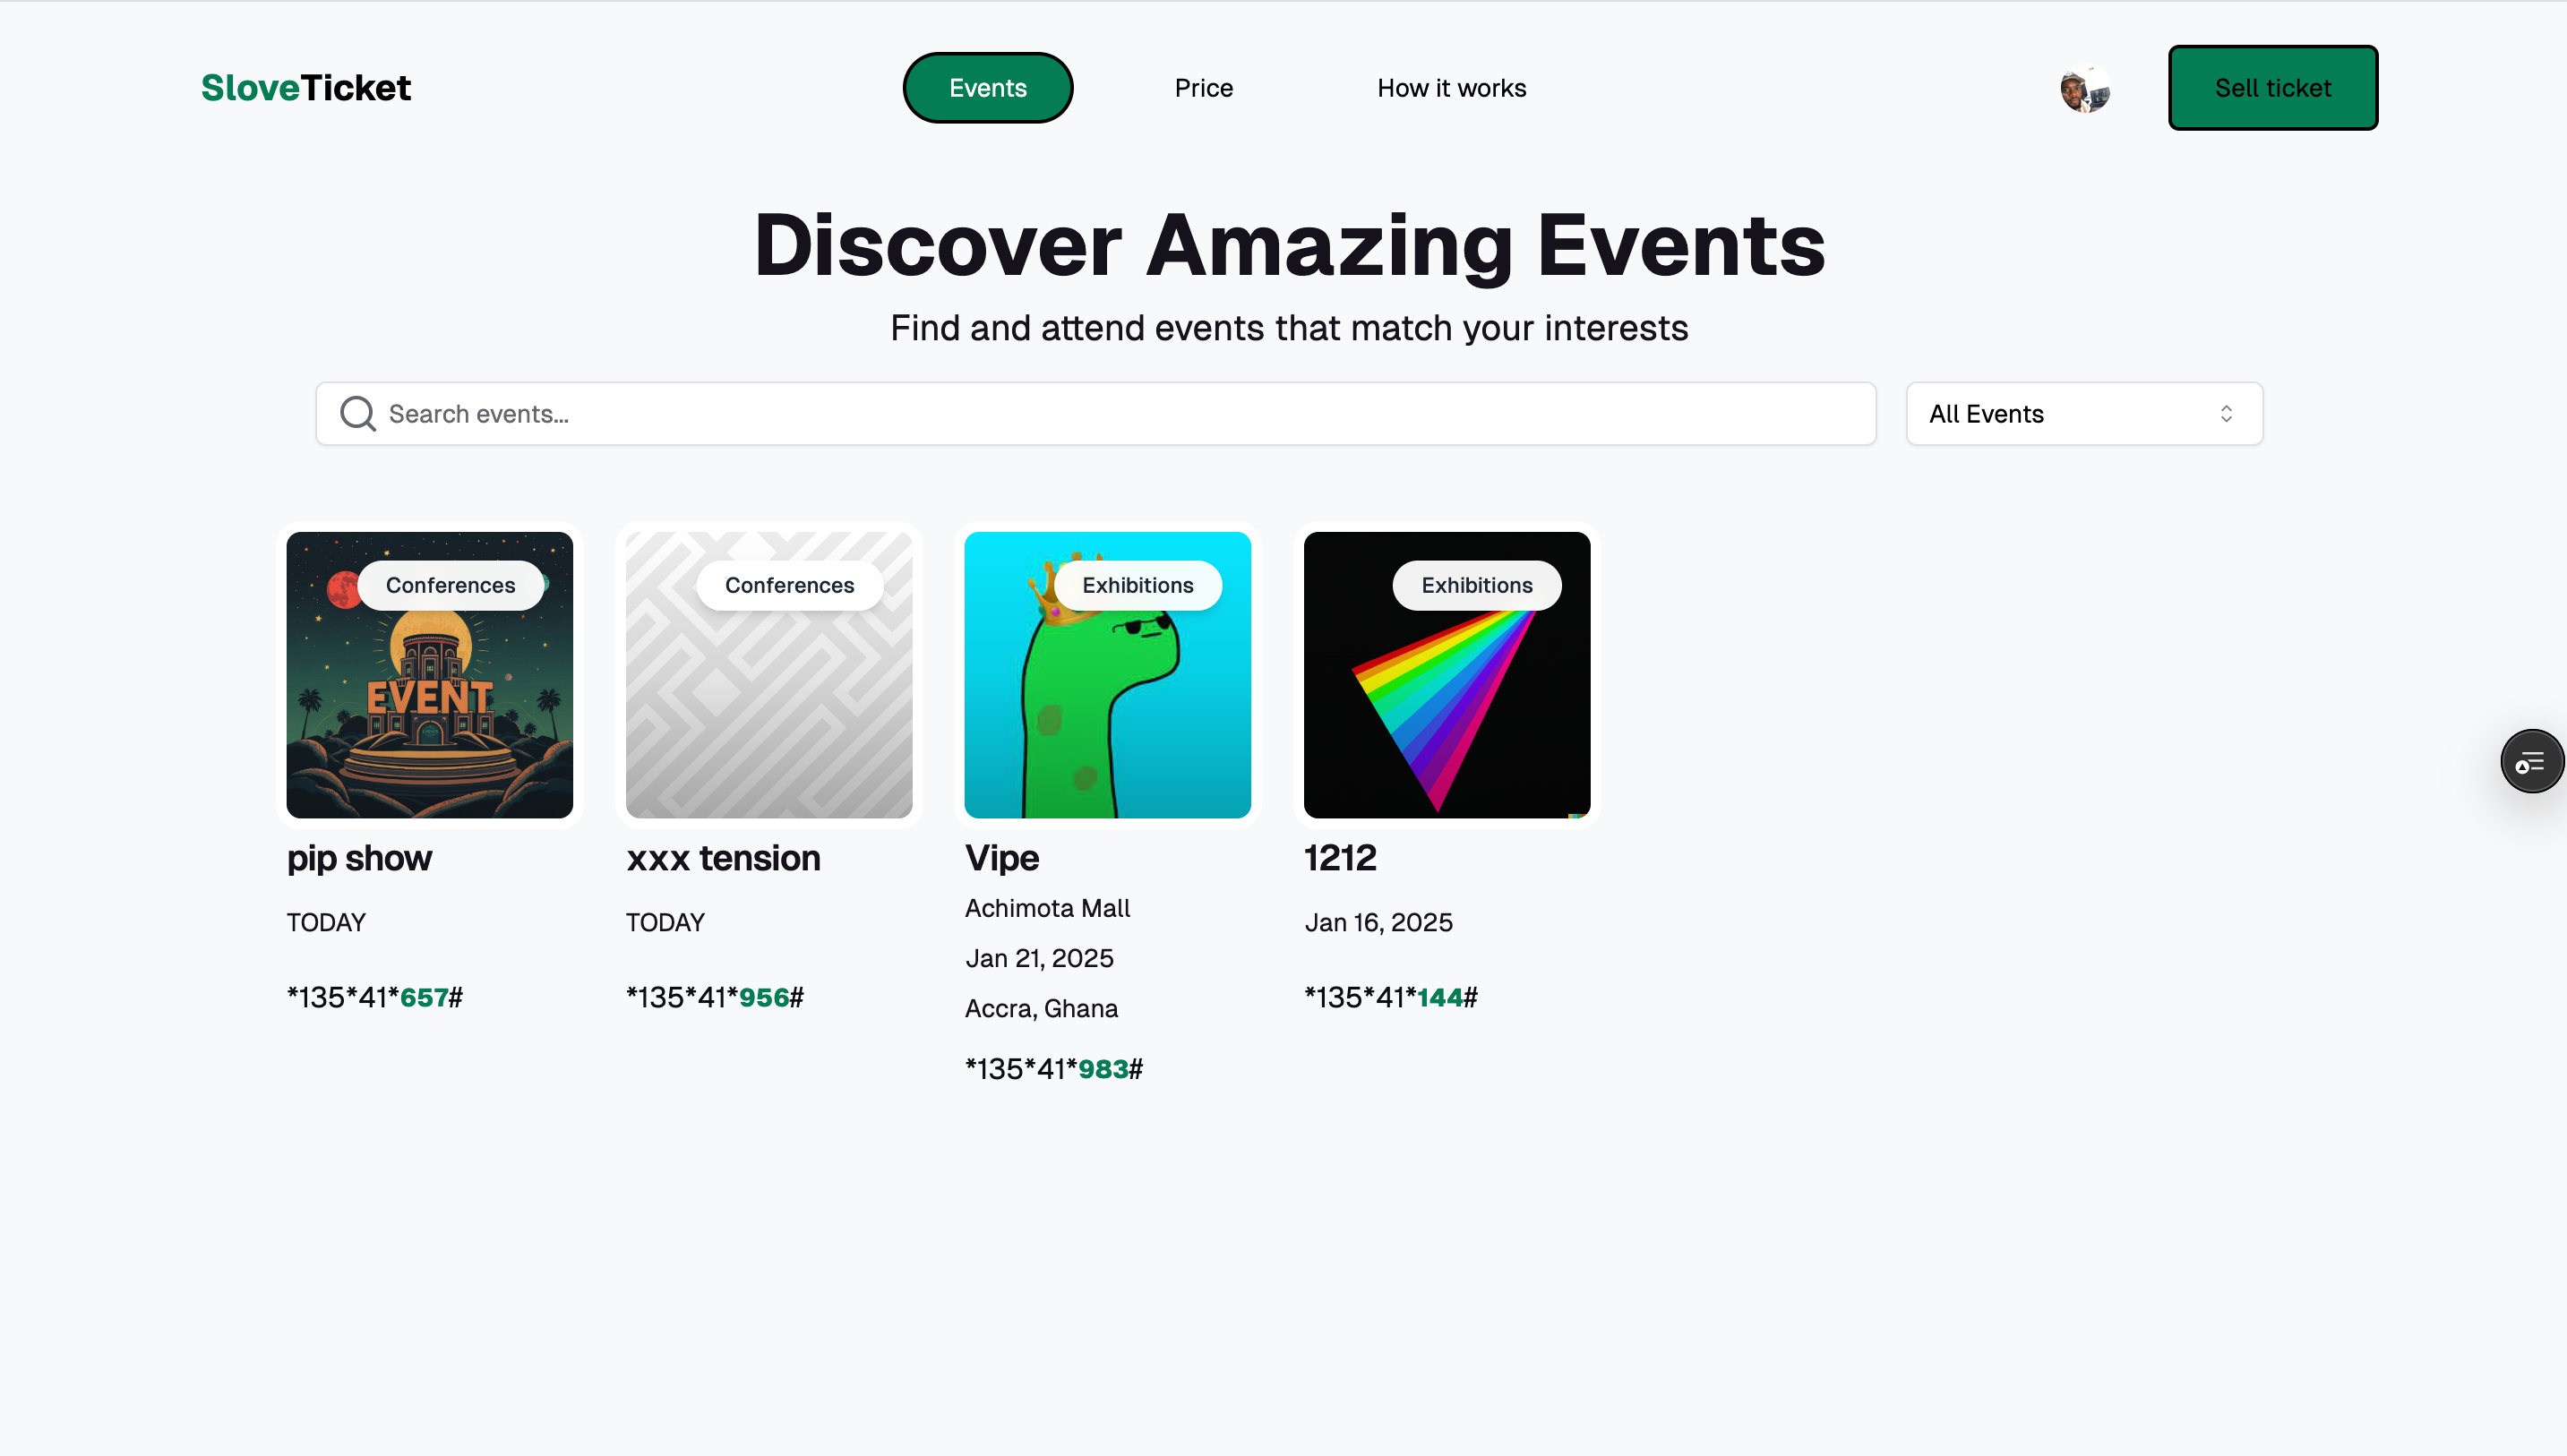 SloveTicket
Events
Price
How it works
Sell ticket
Discover Amazing Events
Find and attend events that match your interests
Search events...
All Events
Conferences
EVENT
pip show
TODAY
*135*41*657#
Conferences
xxx tension
TODAY
*135*41*956#
Exhibitions
Vipe
Achimota Mall
Jan 21, 2025
Accra, Ghana
*135*41*983#
Exhibitions
1212
Jan 16, 2025
*135*41*144#